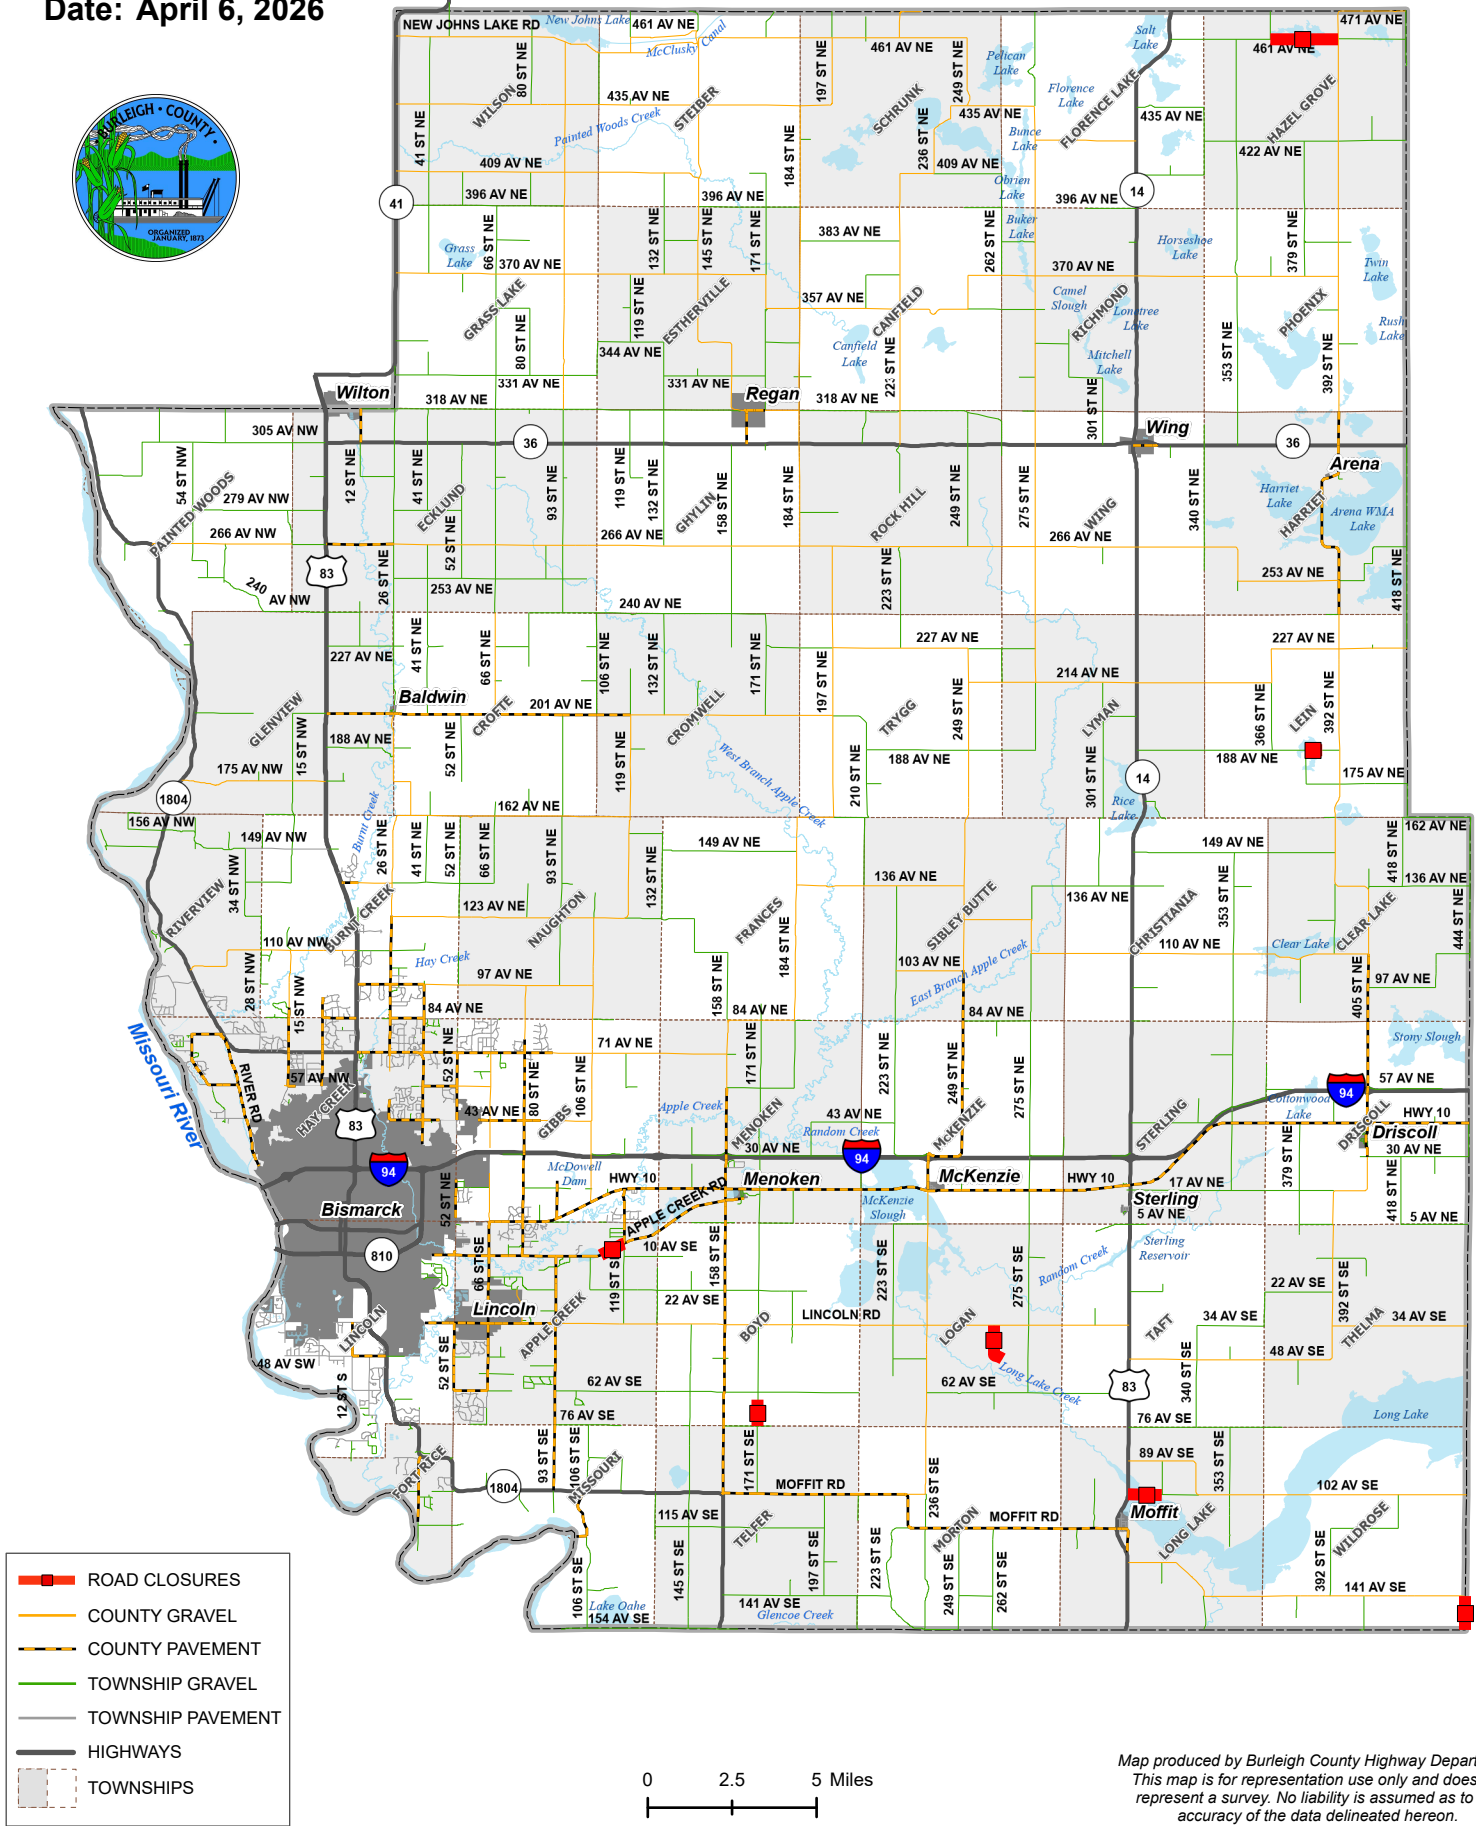 Date: April 6, 2026
BURLEIGH • COUNTY •
ORGANIZED
JANUARY, 1873
NEW JOHNS LAKE RD
New Johns Lake
461 AV NE
McClusky Canal
461 AV NE
Salt
Lake
471 AV NE
461 AV NE
80 ST NE
197 ST NE
249 ST NE
Pelican
Lake
WILSON
435 AV NE
STEIBER
SCHRUNK
Florence
Lake
FLORENCE LAKE
HAZEL GROVE
Painted Woods Creek
435 AV NE
435 AV NE
41 ST NE
184 ST NE
236 ST NE
Bunce
Lake
422 AV NE
409 AV NE
409 AV NE
Obrien
Lake
41
396 AV NE
396 AV NE
396 AV NE
14
66 ST NE
132 ST NE
145 ST NE
171 ST NE
383 AV NE
262 ST NE
Buker
Lake
Horseshoe
Lake
379 ST NE
Grass
Lake
370 AV NE
370 AV NE
Twin
Lake
GRASS LAKE
119 ST NE
ESTHERVILLE
357 AV NE
CANFIELD
Camel
Slough
RICHMOND
Lonetree
Lake
PHOENIX
Rush
Lake
80 ST NE
344 AV NE
Canfield
Lake
223 ST NE
Mitchell
Lake
353 ST NE
392 ST NE
331 AV NE
331 AV NE
Wilton
318 AV NE
Regan
318 AV NE
301 ST NE
Wing
305 AV NW
36
36
Arena
54 ST NW
12 ST NE
41 ST NE
93 ST NE
119 ST NE
132 ST NE
158 ST NE
184 ST NE
249 ST NE
275 ST NE
340 ST NE
PAINTED WOODS
279 AV NW
ECKLUND
GHYLIN
ROCK HILL
WING
Harriet
Lake
HARRIET
Arena WMA
Lake
266 AV NW
52 ST NE
266 AV NE
266 AV NE
83
26 ST NE
253 AV NE
223 ST NE
253 AV NE
418 ST NE
240
AV NW
240 AV NE
227 AV NE
41 ST NE
66 ST NE
106 ST NE
132 ST NE
171 ST NE
197 ST NE
227 AV NE
227 AV NE
214 AV NE
Baldwin
201 AV NE
GLENVIEW
15 ST NW
CROFTE
CROMWELL
TRYGG
249 ST NE
LYMAN
366 ST NE
LEIN
392 ST NE
188 AV NE
52 ST NE
119 ST NE
West Branch Apple Creek
210 ST NE
188 AV NE
301 ST NE
188 AV NE
175 AV NW
175 AV NE
14
1804
162 AV NE
Rice
Lake
156 AV NW
149 AV NW
Burnt Creek
26 ST NE
41 ST NE
52 ST NE
66 ST NE
93 ST NE
132 ST NE
149 AV NE
149 AV NE
418 ST NE
162 AV NE
136 AV NE
136 AV NE
136 AV NE
RIVERVIEW
34 ST NW
BURNT CREEK
123 AV NE
NAUGHTON
FRANCES
184 ST NE
SIBLEY BUTTE
CHRISTIANIA
353 ST NE
CLEAR LAKE
444 ST NE
110 AV NW
Hay Creek
110 AV NE
Clear Lake
28 ST NW
15 ST NW
97 AV NE
158 ST NE
103 AV NE
East Branch Apple Creek
405 ST NE
97 AV NE
84 AV NE
84 AV NE
84 AV NE
Missouri River
RIVER RD
52 ST NE
71 AV NE
171 ST NE
223 ST NE
249 ST NE
275 ST NE
Stony Slough
57 AV NW
80 ST NE
106 ST NE
57 AV NE
94
HAY CREEK
83
43 AV NE
GIBBS
Apple Creek
MENOKEN
43 AV NE
Random Creek
McKENZIE
STERLING
Cottonwood
Lake
HWY 10
DRISCOLL
Driscoll
94
30 AV NE
94
30 AV NE
McDowell
Dam
HWY 10
APPLE CREEK RD
Menoken
McKenzie
HWY 10
17 AV NE
379 ST NE
418 ST NE
Bismarck
52 ST NE
McKenzie
Slough
Sterling
5 AV NE
5 AV NE
810
66 ST SE
10 AV SE
158 ST SE
223 ST SE
275 ST SE
Random Creek
Sterling
Reservoir
119 ST SE
22 AV SE
22 AV SE
392 ST SE
LINCOLN
Lincoln
APPLE CREEK
BOYD
LINCOLN RD
LOGAN
TAFT
34 AV SE
THELMA
34 AV SE
48 AV SW
52 ST SE
48 AV SE
12 ST S
62 AV SE
62 AV SE
Long Lake Creek
83
340 ST SE
76 AV SE
76 AV SE
Long Lake
FORT RICE
93 ST SE
106 ST SE
MISSOURI
171 ST SE
89 AV SE
353 ST SE
1804
MOFFIT RD
236 ST SE
102 AV SE
115 AV SE
TELFER
MORTON
MOFFIT RD
Moffit
LONG LAKE
WILDROSE
145 ST SE
197 ST SE
223 ST SE
249 ST SE
262 ST SE
392 ST SE
106 ST SE
141 AV SE
141 AV SE
Lake Oahe
154 AV SE
Glencoe Creek
ROAD CLOSURES
COUNTY GRAVEL
COUNTY PAVEMENT
TOWNSHIP GRAVEL
TOWNSHIP PAVEMENT
HIGHWAYS
TOWNSHIPS
0 2.5 5 Miles
Map produced by Burleigh County Highway Depar
This map is for representation use only and does
represent a survey. No liability is assumed as to
accuracy of the data delineated hereon.